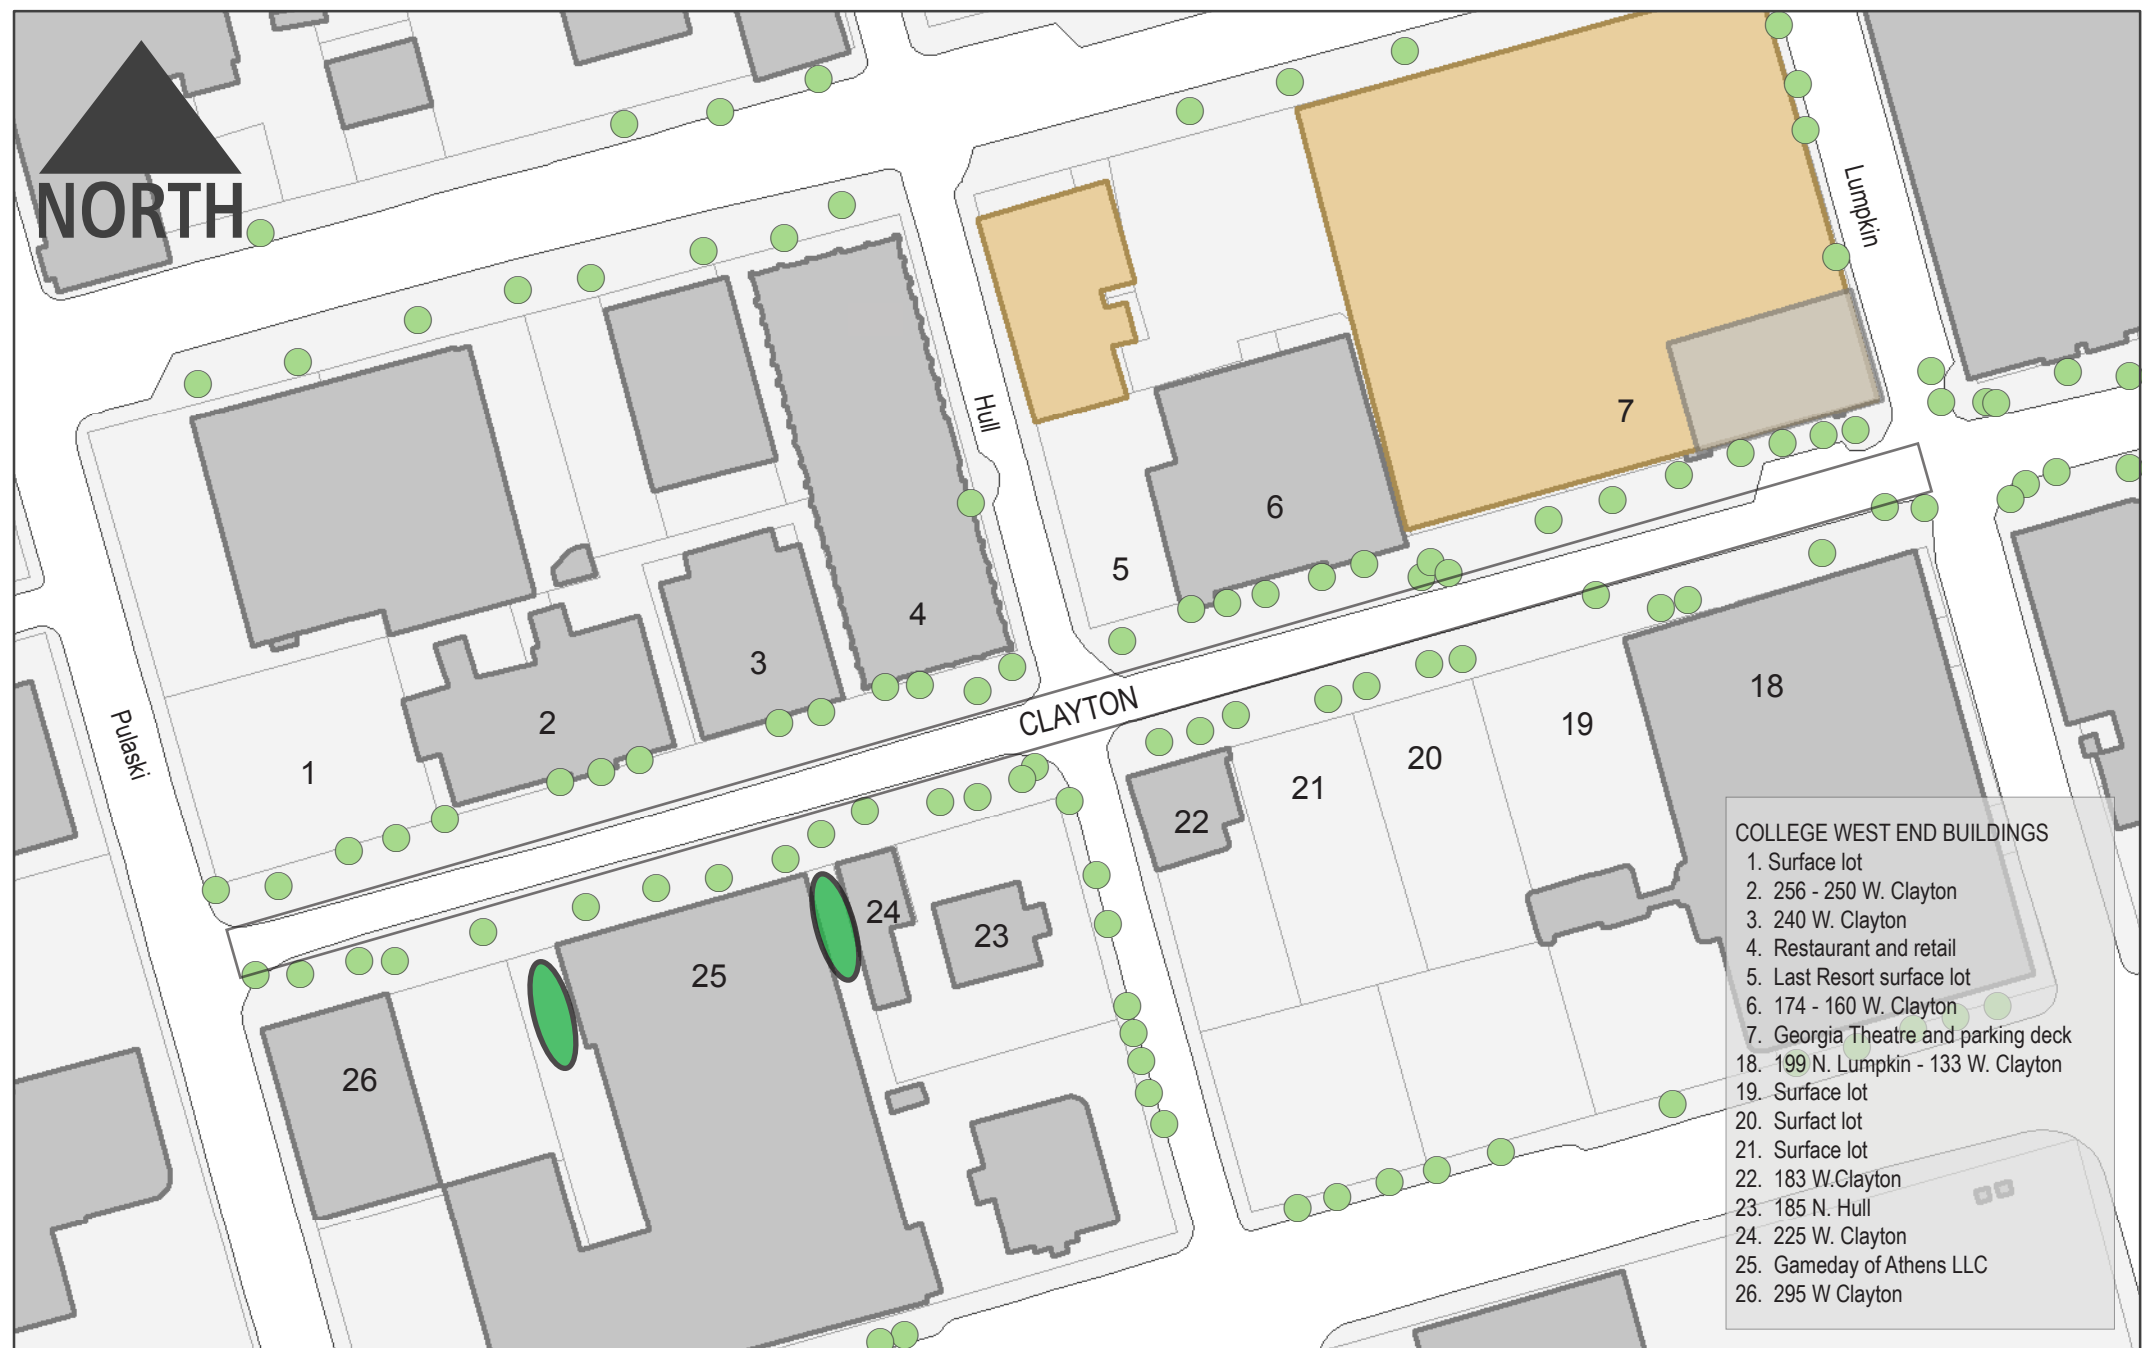 NORTH
Lumpkin
Hull
7
6
5
4
3
2
1
Pulaski
CLAYTON
18
19
20
21
22
24
23
25
26
COLLEGE WEST END BUILDINGS
1. Surface lot
2. 256 - 250 W. Clayton
3. 240 W. Clayton
4. Restaurant and retail
5. Last Resort surface lot
6. 174 - 160 W. Clayton
7. Georgia Theatre and parking deck
18. 199 N. Lumpkin - 133 W. Clayton
19. Surface lot
20. Surfact lot
21. Surface lot
22. 183 W.Clayton
23. 185 N. Hull
24. 225 W. Clayton
25. Gameday of Athens LLC
26. 295 W Clayton